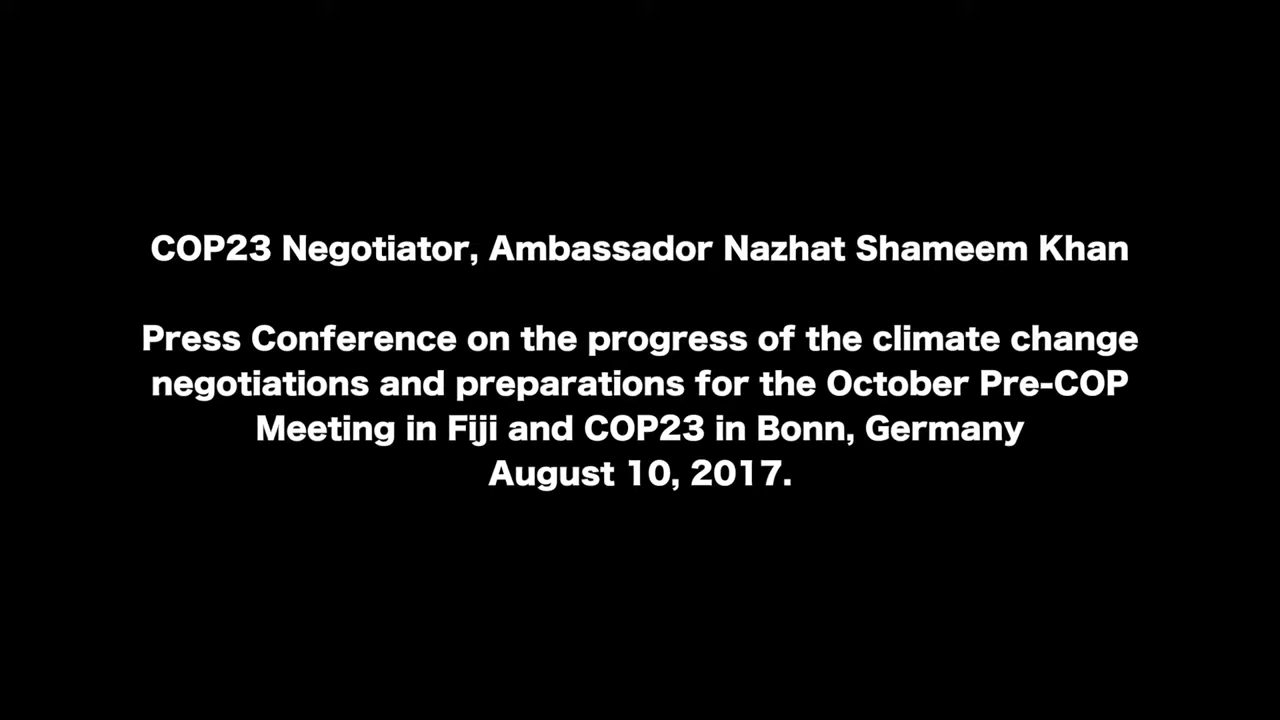 COP23 Negotiator, Ambassador Nazhat Shameem Khan
Press Conference on the progress of the climate change
negotiations and preparations for the October Pre-COP
Meeting in Fiji and COP23 in Bonn, Germany
August 10, 2017.